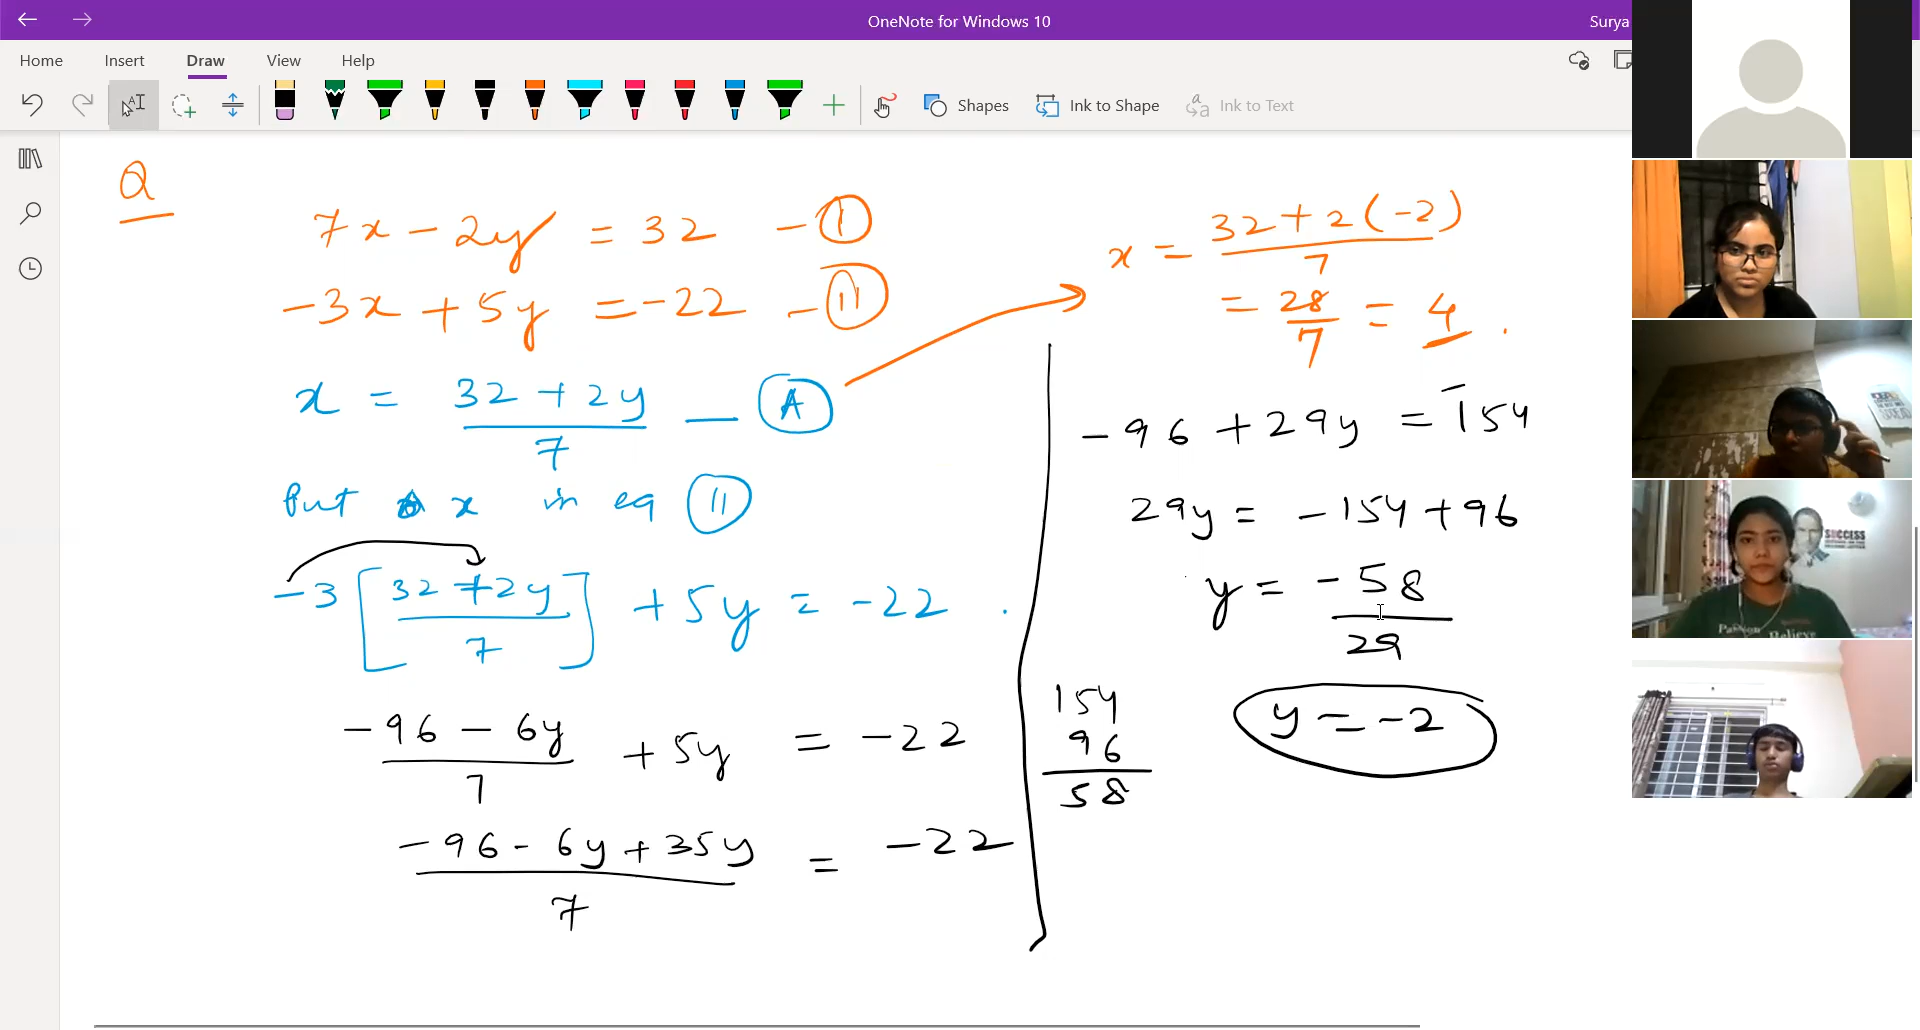 OneNote for Windows 10
Surya
Home Insert Draw View Help
Shapes Ink to Shape Ink to Text
Q
7x - 2y = 32 - I
-3x + 5y = -22 - II
x = (32 + 2y)/7 — A
Put x in eq II
-3 [(32 + 2y)/7] + 5y = -22 .
(-96 - 6y)/7 + 5y = -22
(-96 - 6y + 35y)/7 = -22
x = (32 + 2(-2))/7
= 28/7 = 4 .
-96 + 29y = -154
29y = -154 + 96
y = -58/29
y = -2
154
96
58
SUCCESS
Believe